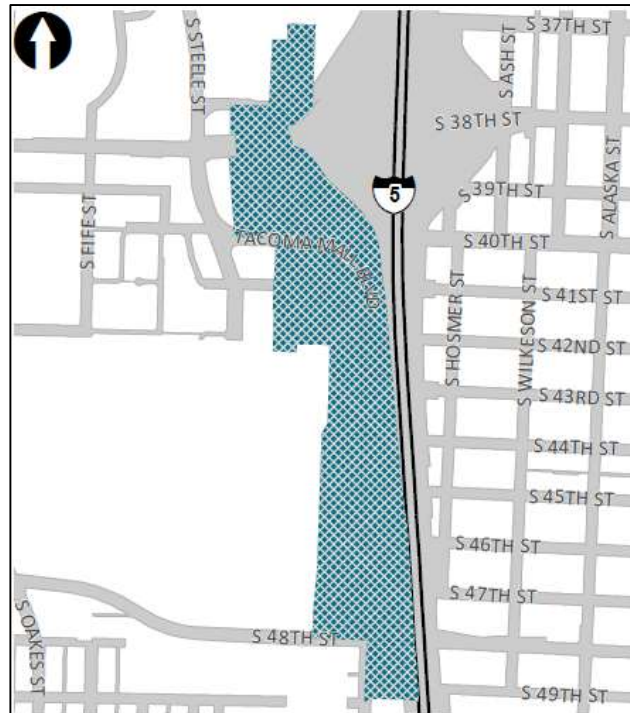 S STEELE ST
S 37TH ST
S ASH ST
S 38TH ST
S ALASKA ST
5
S 39TH ST
S FIFE ST
TACOMA MALL BLVD
S 40TH ST
S 41ST ST
S HOSMER ST
S WILKESON ST
S 42ND ST
S 43RD ST
S 44TH ST
S 45TH ST
S 46TH ST
S 47TH ST
S OAKES ST
S 48TH ST
S 49TH ST